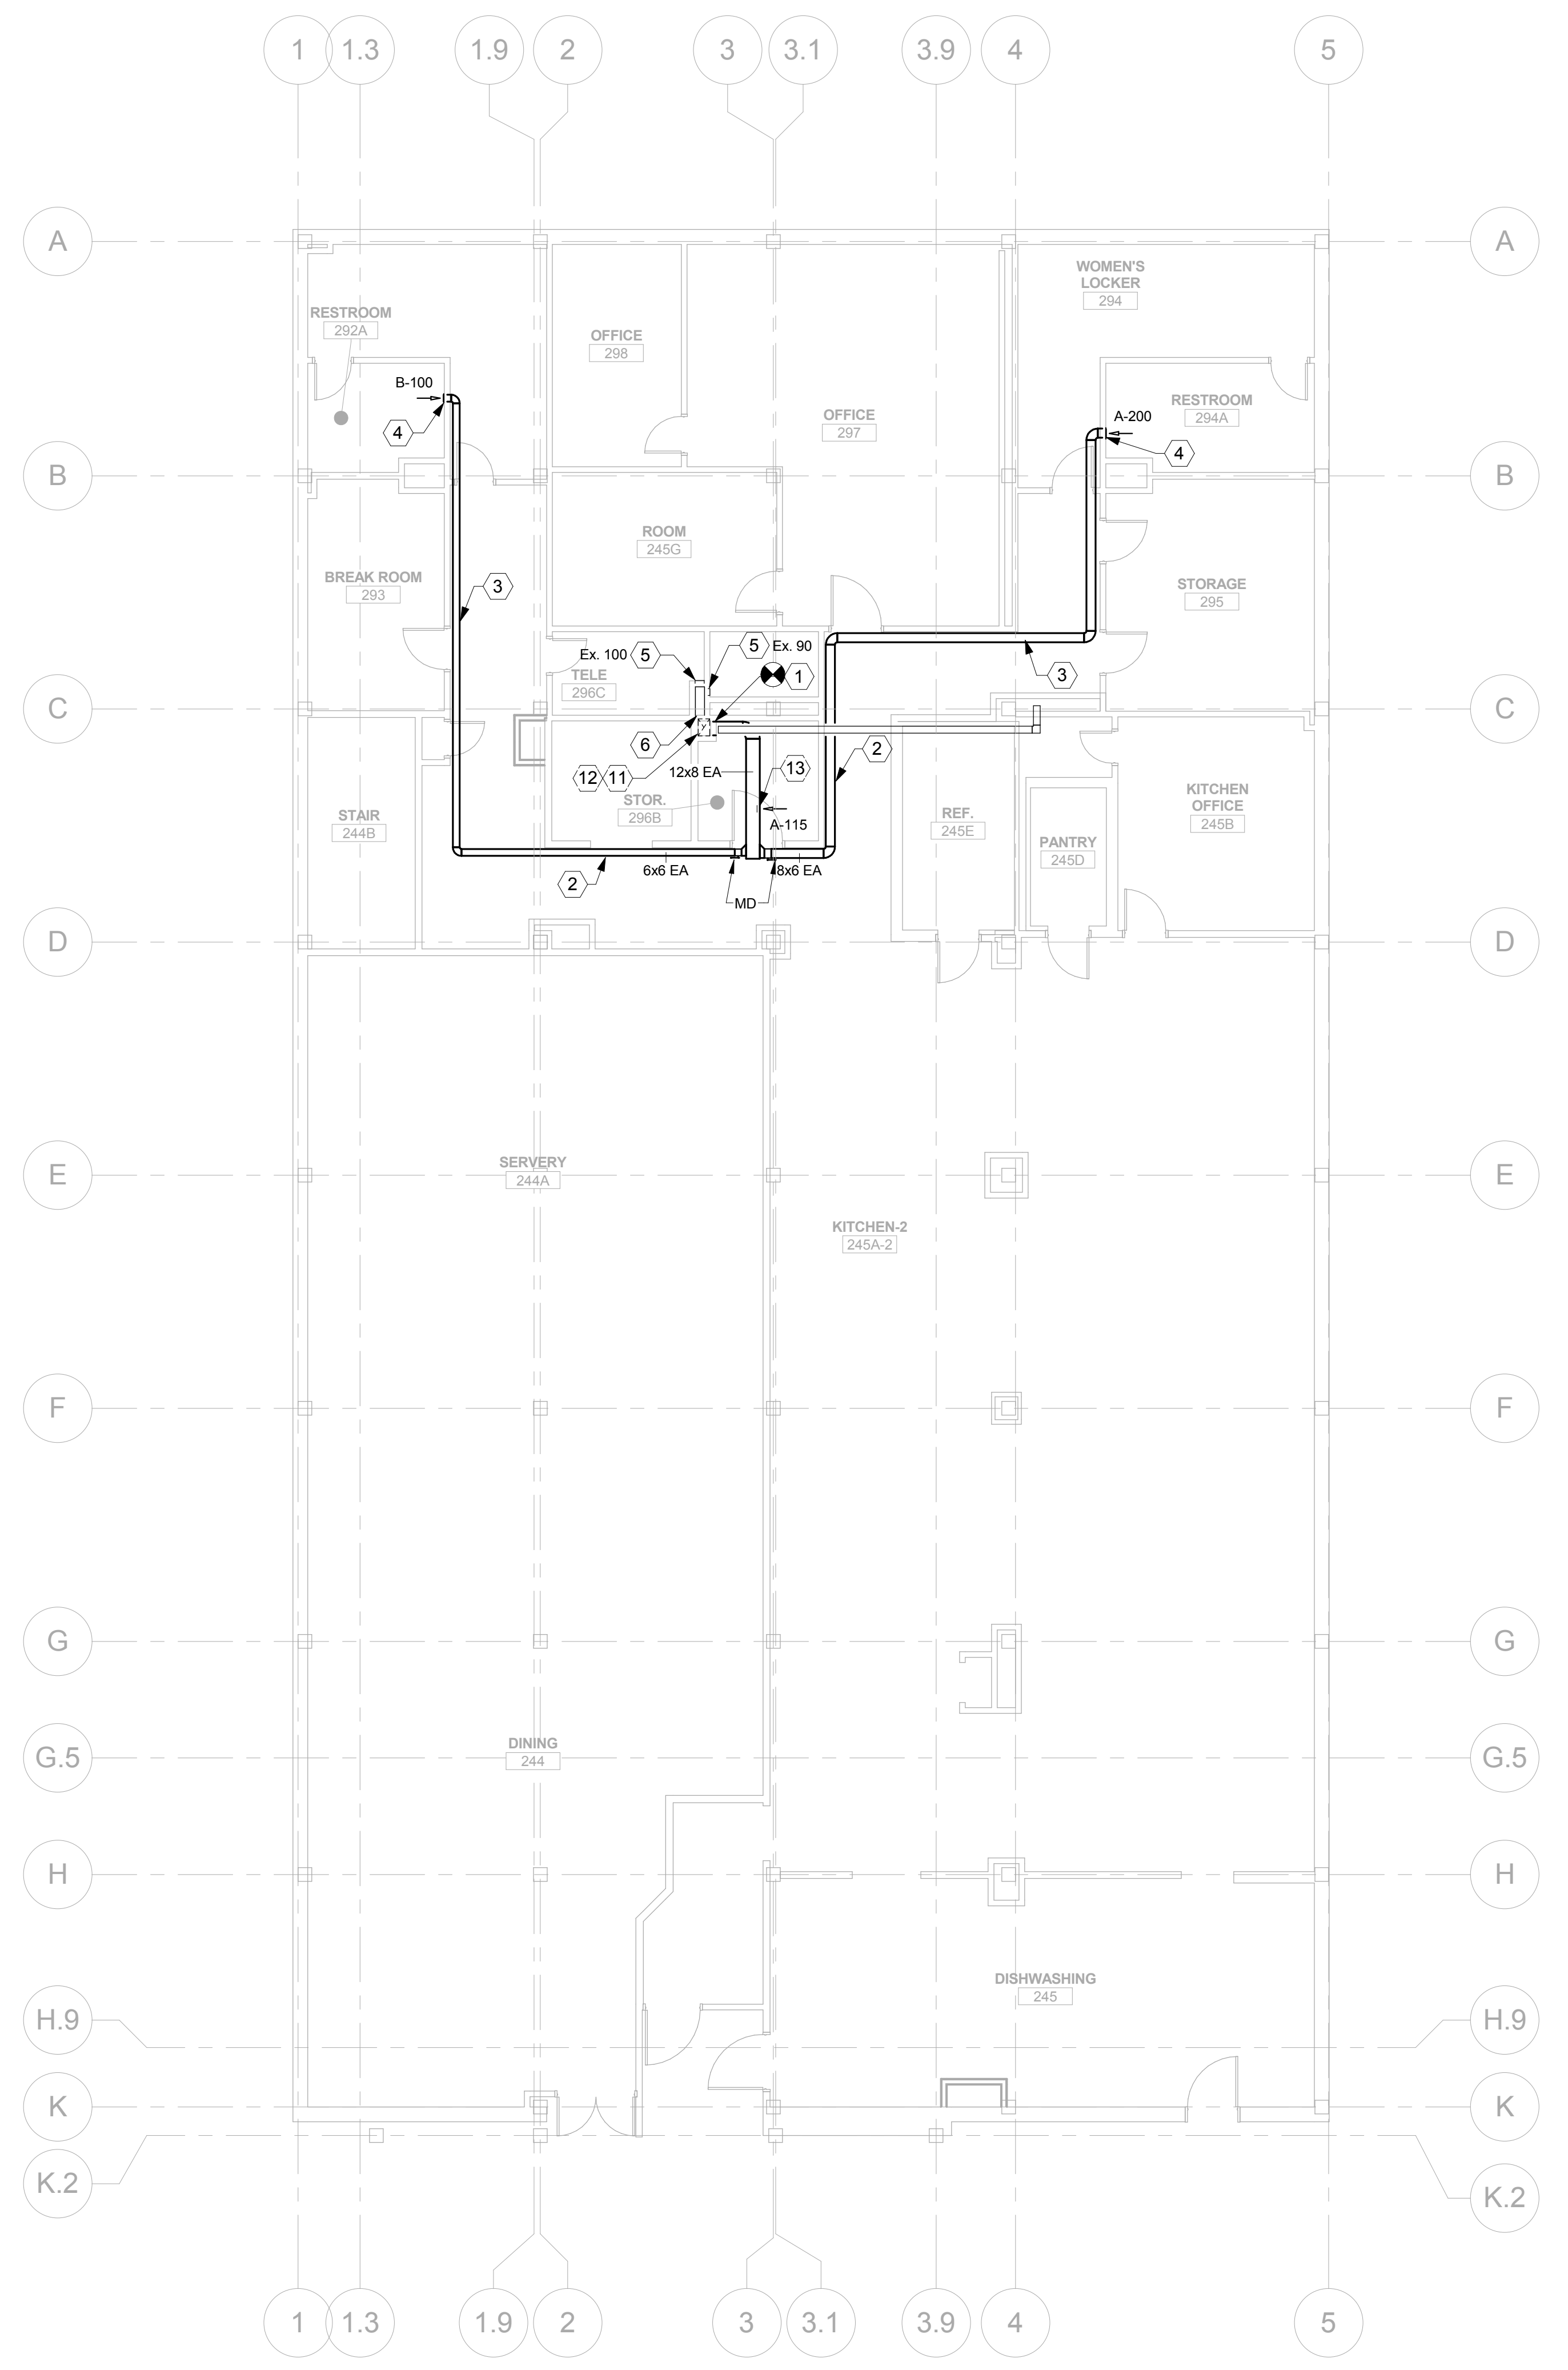 1 1.3 1.9 2 3 3.1 3.9 4 5
A A
WOMEN'S
LOCKER
294
RESTROOM
292A
OFFICE
298
B-100
4
OFFICE
297
RESTROOM
294A
A-200
4
B B
ROOM
245G
BREAK ROOM
293
3
STORAGE
295
Ex. 100 5
5 Ex. 90
1
3
TELE
296C
C C
6
2
12 11
12x8 EA
13
STOR.
296B
A-115
STAIR
244B
REF.
245E
PANTRY
245D
KITCHEN
OFFICE
245B
2
6x6 EA
8x6 EA
MD
D D
SERVERY
244A
E E
KITCHEN-2
245A-2
F F
G G
DINING
244
G.5 G.5
H H
DISHWASHING
245
H.9 H.9
K K
K.2 K.2
1 1.3 1.9 2 3 3.1 3.9 4 5